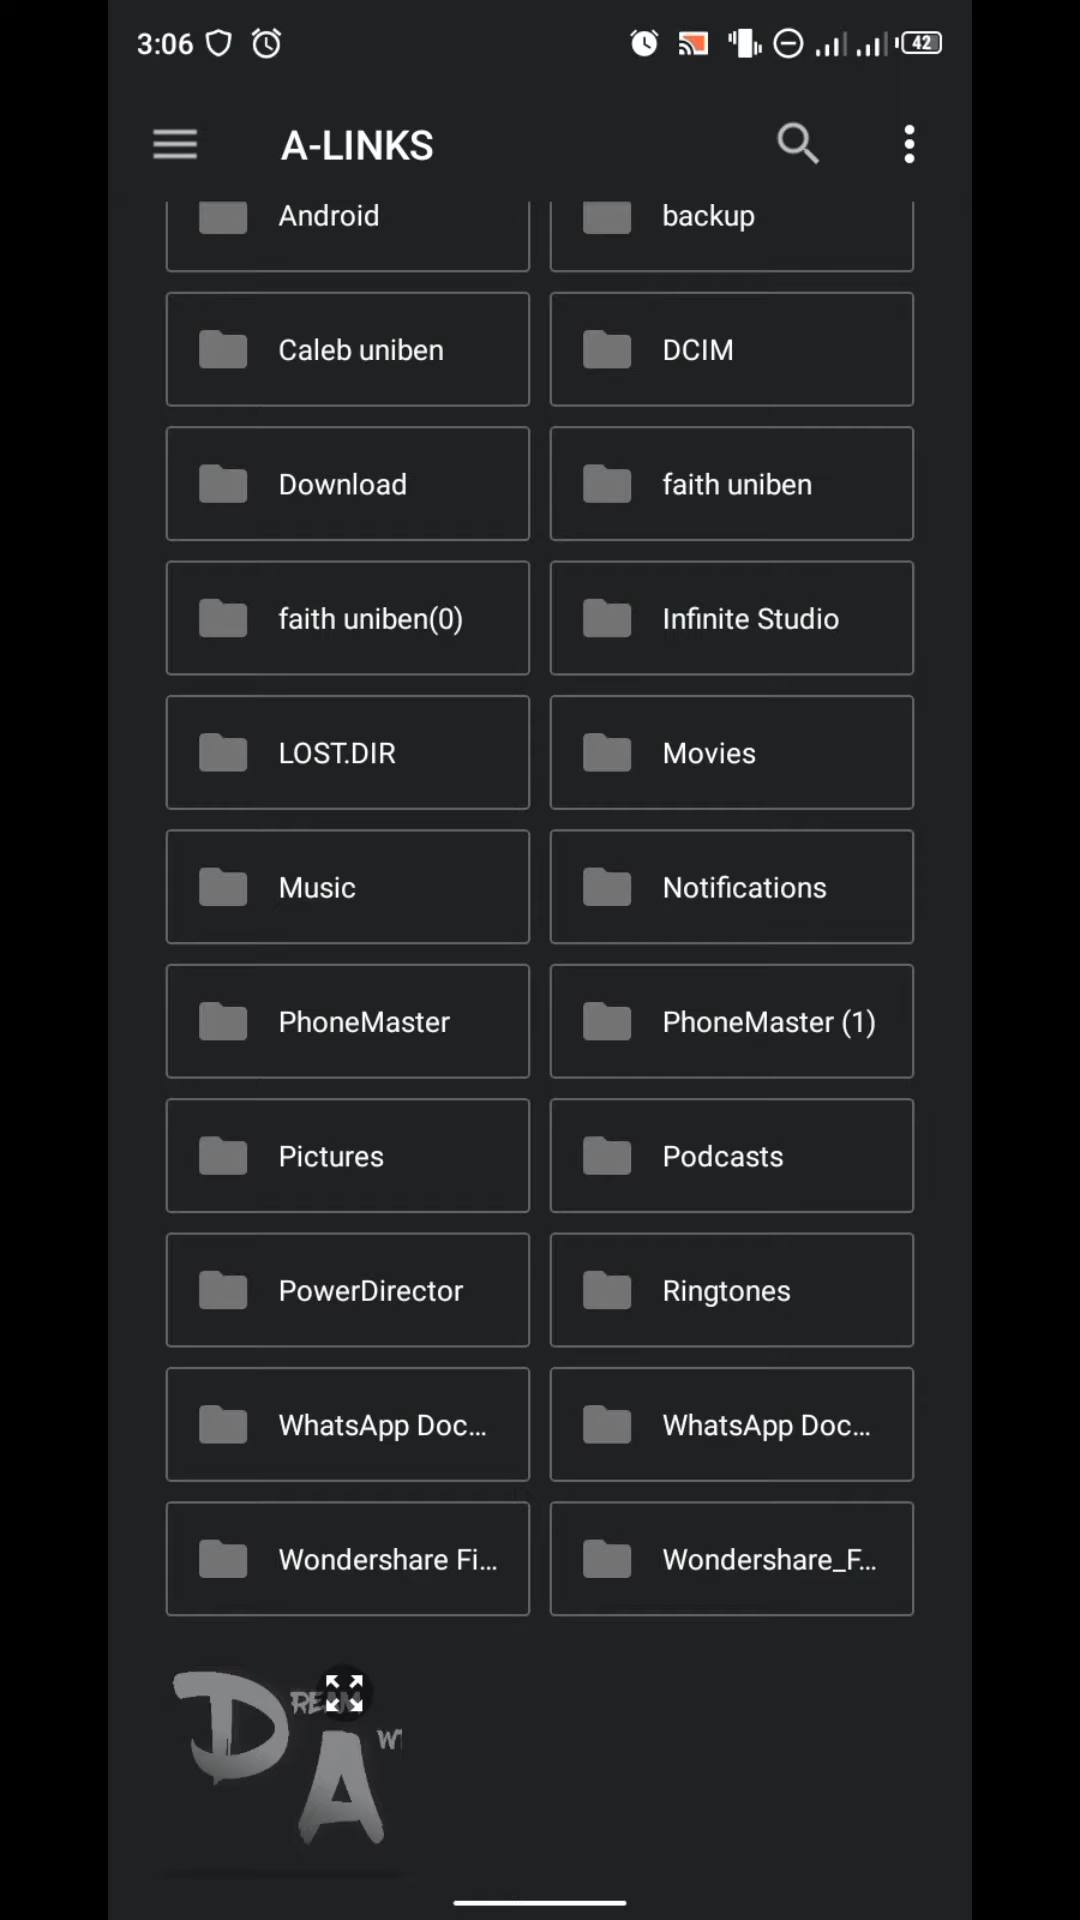 3:06
42
A-LINKS
Android
backup
Caleb uniben
DCIM
Download
faith uniben
faith uniben(0)
Infinite Studio
LOST.DIR
Movies
Music
Notifications
PhoneMaster
PhoneMaster (1)
Pictures
Podcasts
PowerDirector
Ringtones
WhatsApp Doc...
WhatsApp Doc...
Wondershare Fi...
Wondershare_F...
DREAM
A